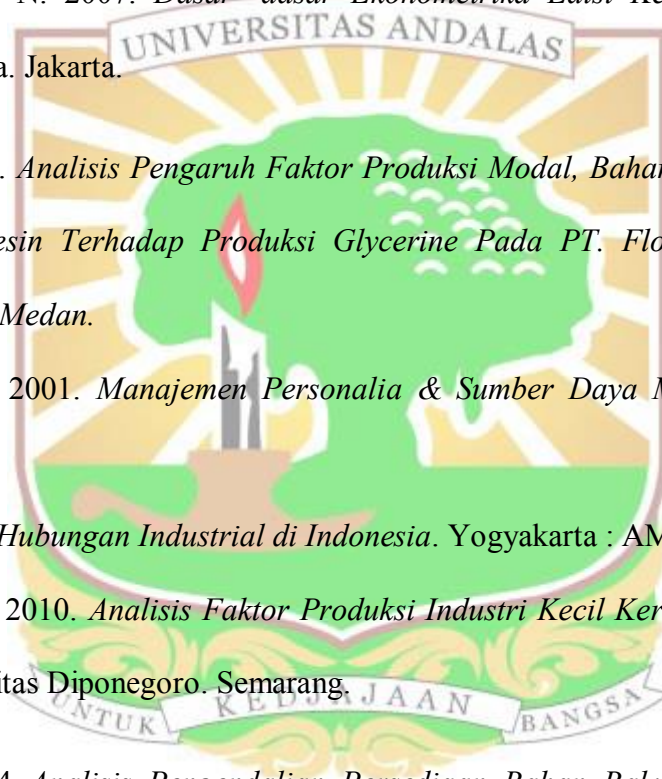 N. 2007. Dasar- dasar Ekonometrika Edisi
UNIVERSITAS ANDALAS
a. Jakarta.
. Analisis Pengaruh Faktor Produksi Modal, Bahan
esin Terhadap Produksi Glycerine Pada PT. Flo
Medan.
2001. Manajemen Personalia & Sumber Daya M
Hubungan Industrial di Indonesia. Yogyakarta : AM
2010. Analisis Faktor Produksi Industri Kecil Ker
itas Diponegoro. Semarang.
UNTUK KEDJAJAAN BANGSA
Analisis Pengendalian Persediaan Bahan